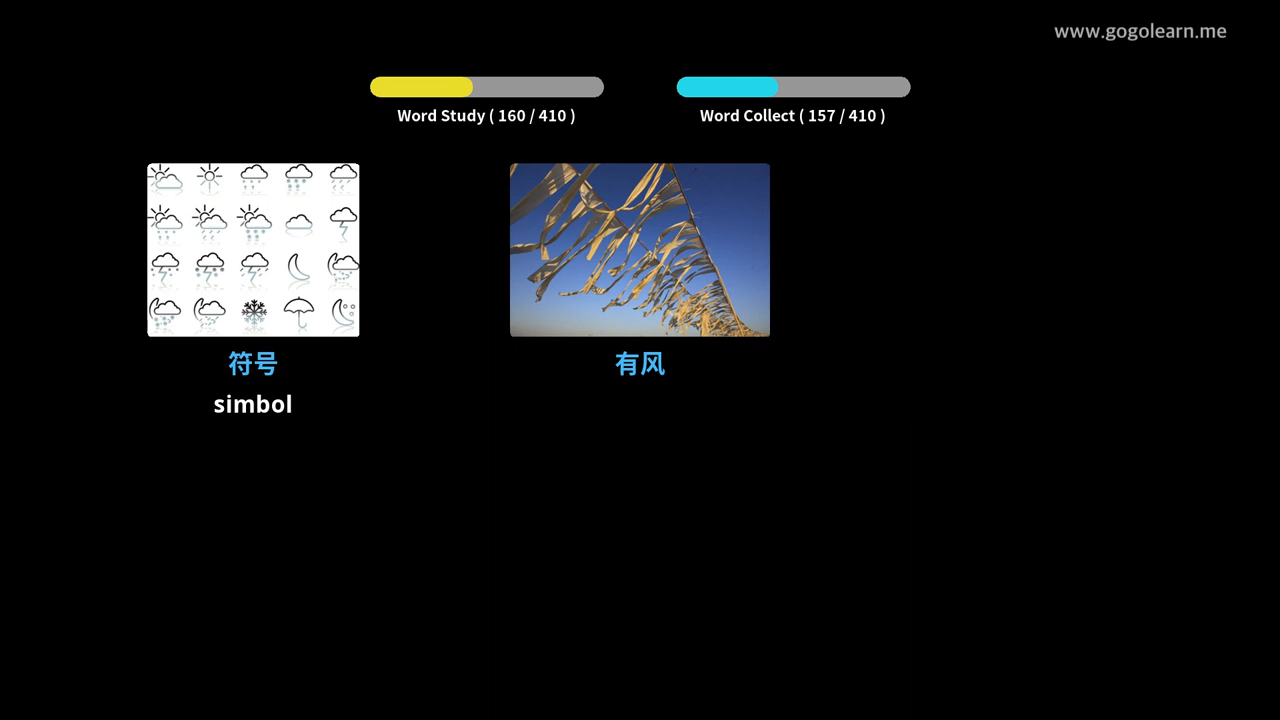 www.gogolearn.me
Word Study ( 160 / 410 )
Word Collect ( 157 / 410 )
符号
有风
simbol